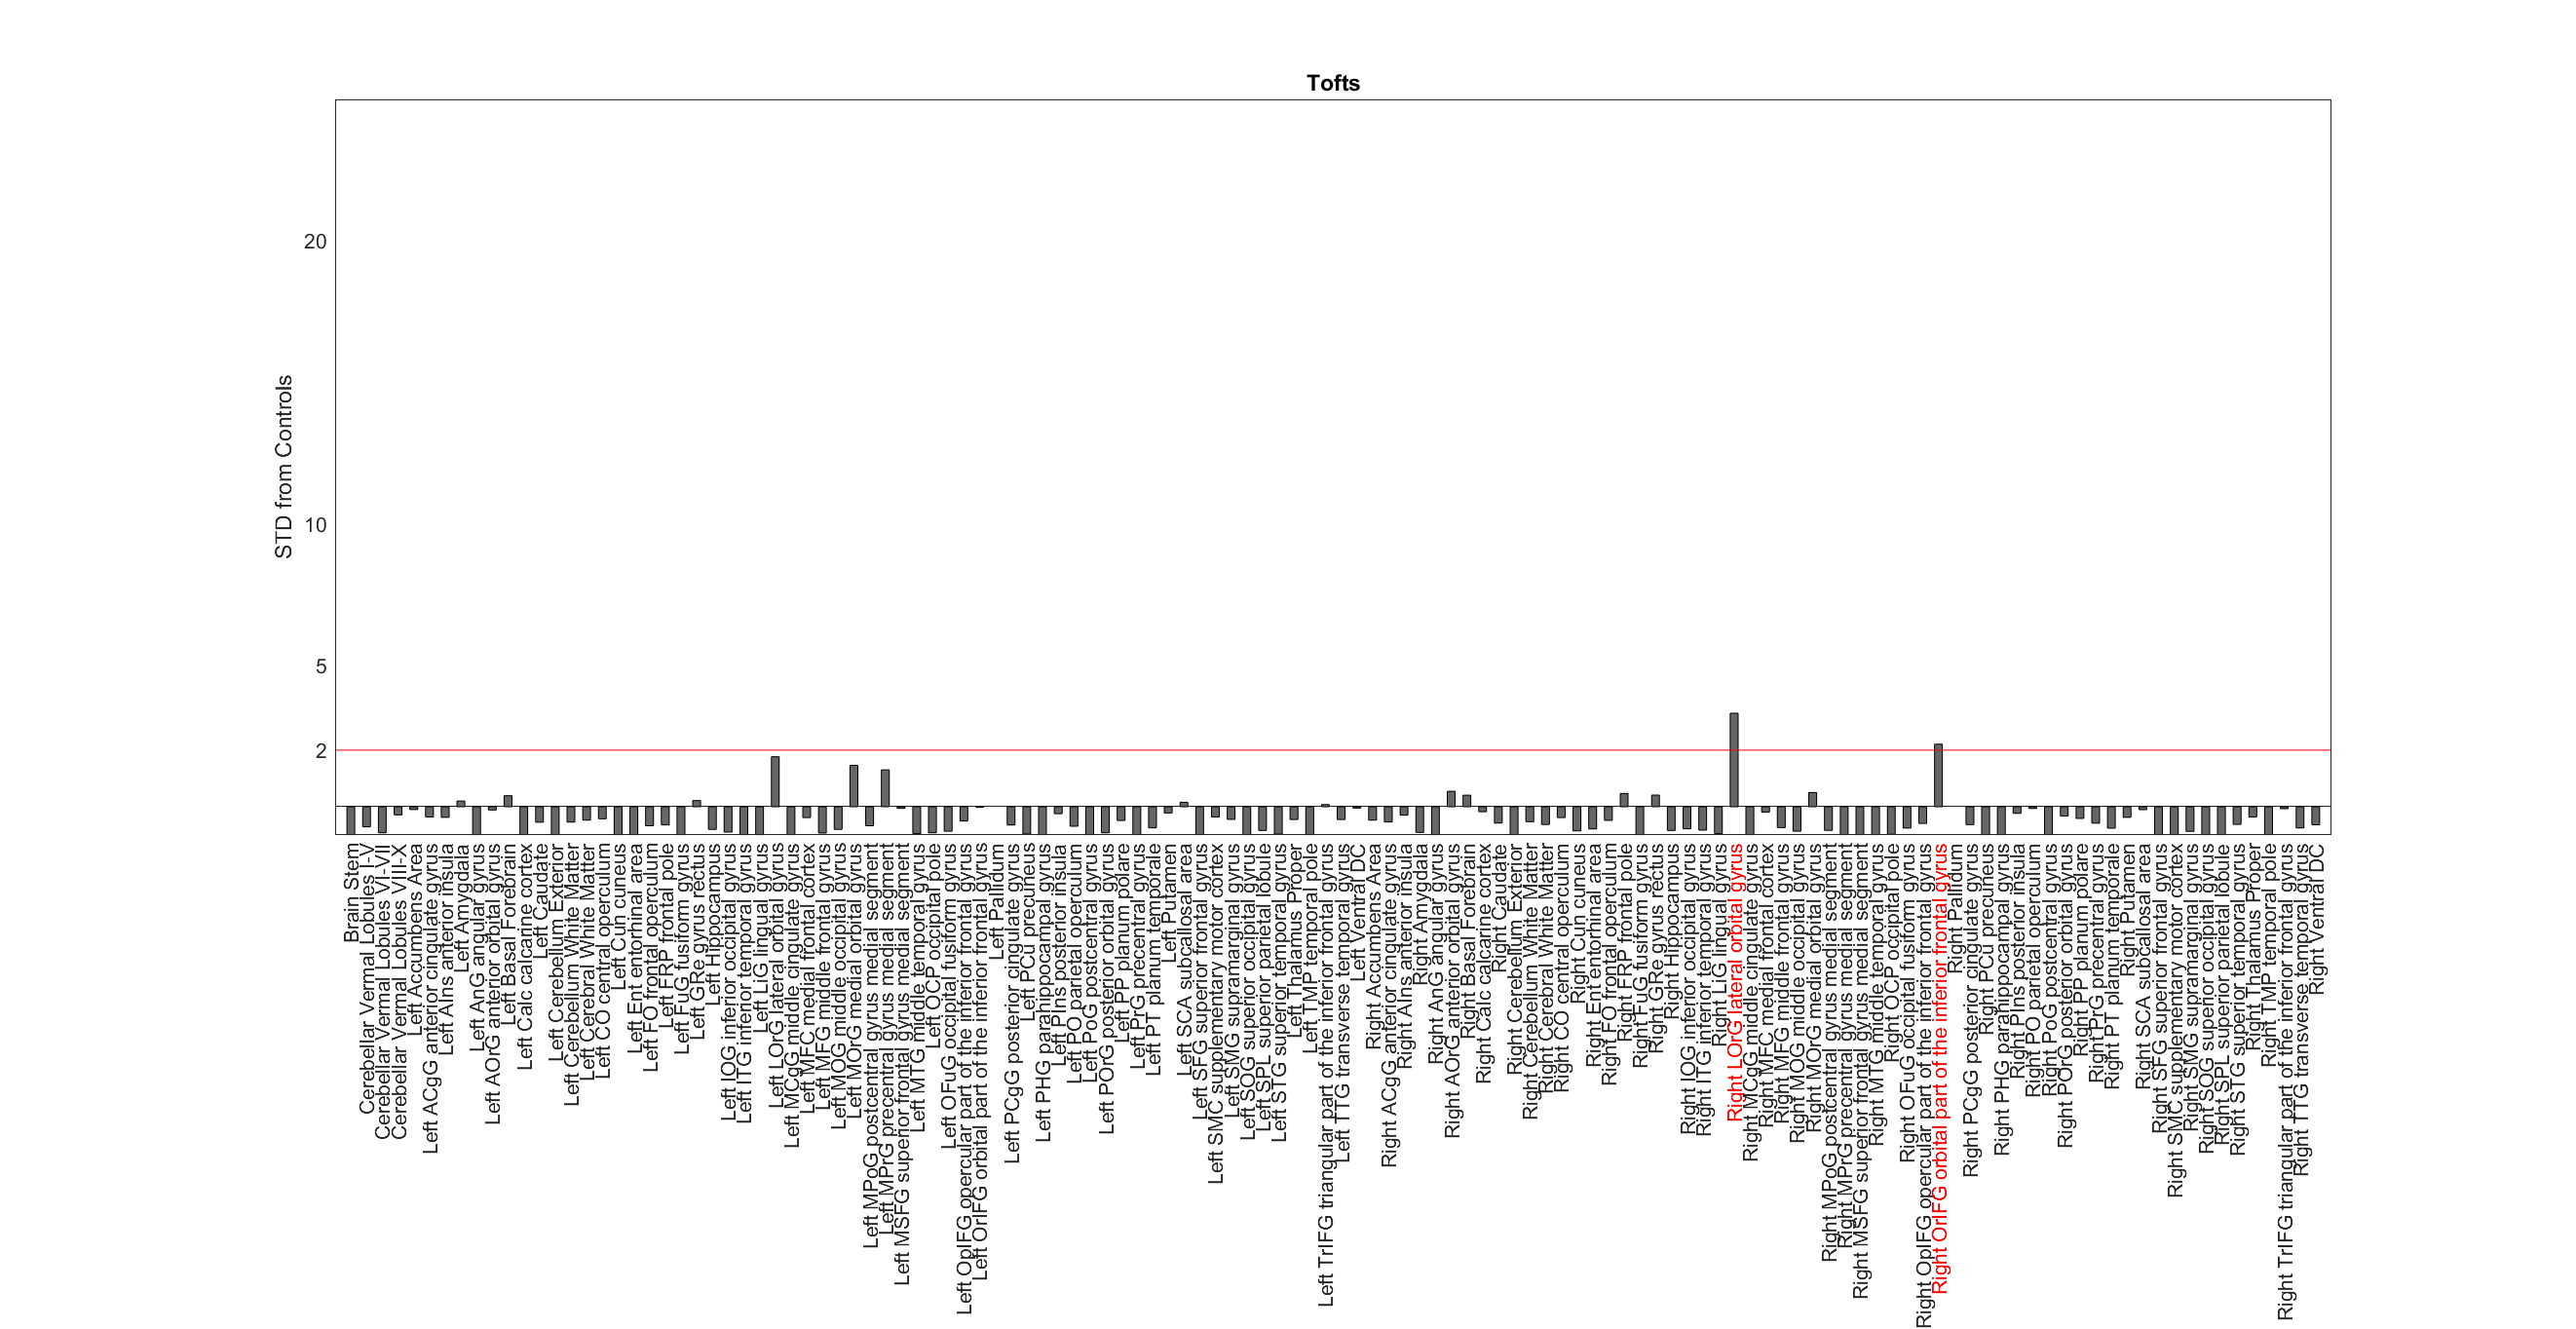 Tofts
20
10
5
2
STD from Controls
Brain Stem
Cerebellar Vermal Lobules I-V
Cerebellar Vermal Lobules VI-VII
Cerebellar Vermal Lobules VIII-X
Left Accumbens Area
Left ACgG anterior cingulate gyrus
Left AIns anterior insula
Left Amygdala
Left AnG angular gyrus
Left AOrG anterior orbital gyrus
Left Basal Forebrain
Left Calc calcarine cortex
Left Caudate
Left Cerebellum Exterior
Left Cerebellum White Matter
Left Cerebral White Matter
Left CO central operculum
Left Cun cuneus
Left Ent entorhinal area
Left FO frontal operculum
Left FRP frontal pole
Left FuG fusiform gyrus
Left GRe gyrus rectus
Left Hippocampus
Left IOG inferior occipital gyrus
Left ITG inferior temporal gyrus
Left LiG lingual gyrus
Left LOrG lateral orbital gyrus
Left MCgG middle cingulate gyrus
Left MFC medial frontal cortex
Left MFG middle frontal gyrus
Left MOG middle occipital gyrus
Left MOrG medial orbital gyrus
Left MPoG postcentral gyrus medial segment
Left MPrG precentral gyrus medial segment
Left MSFG superior frontal gyrus medial segment
Left MTG middle temporal gyrus
Left OCP occipital pole
Left OFuG occipital fusiform gyrus
Left OpIFG opercular part of the inferior frontal gyrus
Left OrIFG orbital part of the inferior frontal gyrus
Left Pallidum
Left PCgG posterior cingulate gyrus
Left PCu precuneus
Left PHG parahippocampal gyrus
Left PIns posterior insula
Left PO parietal operculum
Left PoG postcentral gyrus
Left POrG posterior orbital gyrus
Left PP planum polare
Left PrG precentral gyrus
Left PT planum temporale
Left Putamen
Left SCA subcallosal area
Left SFG superior frontal gyrus
Left SMC supplementary motor cortex
Left SMG supramarginal gyrus
Left SOG superior occipital gyrus
Left SPL superior parietal lobule
Left STG superior temporal gyrus
Left Thalamus Proper
Left TMP temporal pole
Left TrIFG triangular part of the inferior frontal gyrus
Left TTG transverse temporal gyrus
Left Ventral DC
Right Accumbens Area
Right ACgG anterior cingulate gyrus
Right AIns anterior insula
Right Amygdala
Right AnG angular gyrus
Right AOrG anterior orbital gyrus
Right Basal Forebrain
Right Calc calcarine cortex
Right Caudate
Right Cerebellum Exterior
Right Cerebellum White Matter
Right Cerebral White Matter
Right CO central operculum
Right Cun cuneus
Right Ent entorhinal area
Right FO frontal operculum
Right FRP frontal pole
Right FuG fusiform gyrus
Right GRe gyrus rectus
Right Hippocampus
Right IOG inferior occipital gyrus
Right ITG inferior temporal gyrus
Right LiG lingual gyrus
Right LOrG lateral orbital gyrus
Right MCgG middle cingulate gyrus
Right MFC medial frontal cortex
Right MFG middle frontal gyrus
Right MOG middle occipital gyrus
Right MOrG medial orbital gyrus
Right MPoG postcentral gyrus medial segment
Right MPrG precentral gyrus medial segment
Right MSFG superior frontal gyrus medial segment
Right MTG middle temporal gyrus
Right OCP occipital pole
Right OFuG occipital fusiform gyrus
Right OpIFG opercular part of the inferior frontal gyrus
Right OrIFG orbital part of the inferior frontal gyrus
Right Pallidum
Right PCgG posterior cingulate gyrus
Right PCu precuneus
Right PHG parahippocampal gyrus
Right PIns posterior insula
Right PO parietal operculum
Right PoG postcentral gyrus
Right POrG posterior orbital gyrus
Right PP planum polare
Right PrG precentral gyrus
Right PT planum temporale
Right Putamen
Right SCA subcallosal area
Right SFG superior frontal gyrus
Right SMC supplementary motor cortex
Right SMG supramarginal gyrus
Right SOG superior occipital gyrus
Right SPL superior parietal lobule
Right STG superior temporal gyrus
Right Thalamus Proper
Right TMP temporal pole
Right TrIFG triangular part of the inferior frontal gyrus
Right TTG transverse temporal gyrus
Right Ventral DC